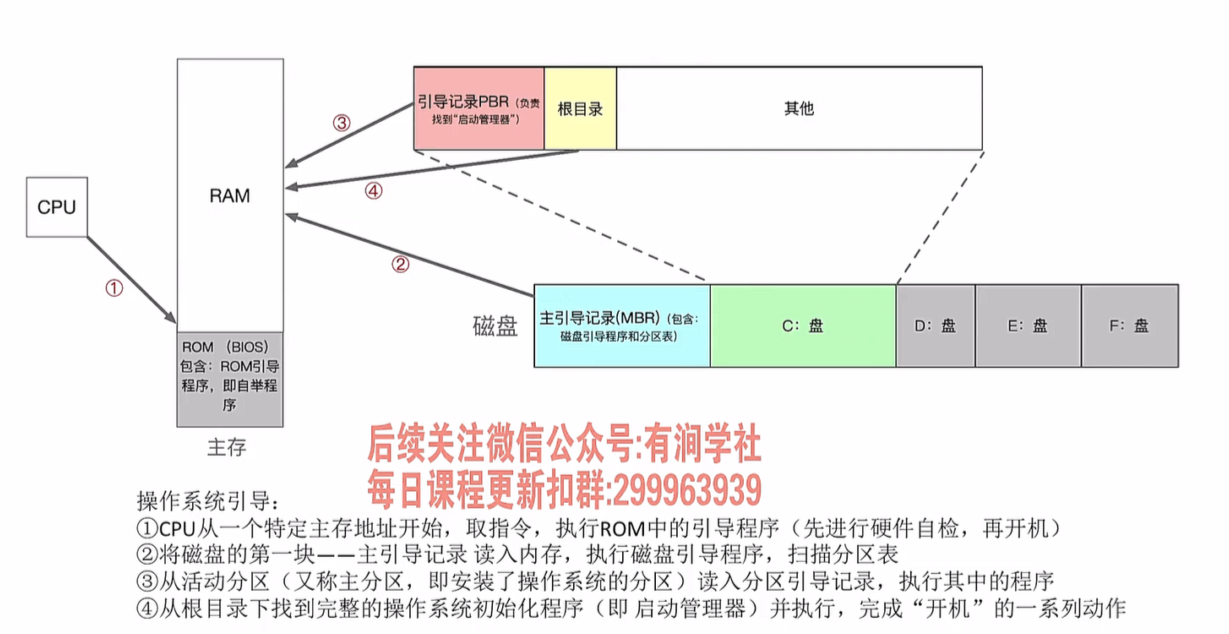 引导记录PBR（负责
找到“启动管理器”）
根目录
其他
③
④
RAM
CPU
②
①
磁盘
主引导记录(MBR)（包含：
磁盘引导程序和分区表）
C：盘
D：盘
E：盘
F：盘
ROM （BIOS）
包含：ROM引导
程序，即自举程
序
主存
后续关注微信公众号:有涧学社
每日课程更新扣群:299963939
操作系统引导：
①CPU从一个特定主存地址开始，取指令，执行ROM中的引导程序（先进行硬件自检，再开机）
②将磁盘的第一块——主引导记录 读入内存，执行磁盘引导程序，扫描分区表
③从活动分区（又称主分区，即安装了操作系统的分区）读入分区引导记录，执行其中的程序
④从根目录下找到完整的操作系统初始化程序（即 启动管理器）并执行，完成“开机”的一系列动作